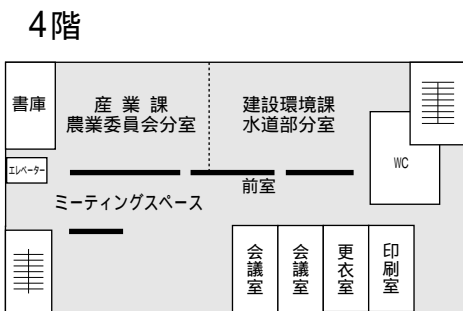 4階
書庫
産業課
農業委員会分室
建設環境課
水道部分室
エレベーター
WC
前室
ミーティングスペース
会議室
会議室
更衣室
印刷室